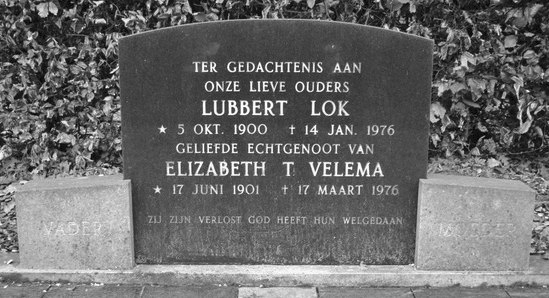 TER GEDACHTENIS AAN
ONZE LIEVE OUDERS
LUBBERT LOK
★ 5 OKT. 1900 † 14 JAN. 1976
GELIEFDE ECHTGENOOT VAN
ELIZABETH T. VELEMA
★ 17 JUNI 1901 † 17 MAART 1976
ZIJ ZIJN VERLOST GOD HEEFT HUN WELGEDAAN
VADER
MOEDER